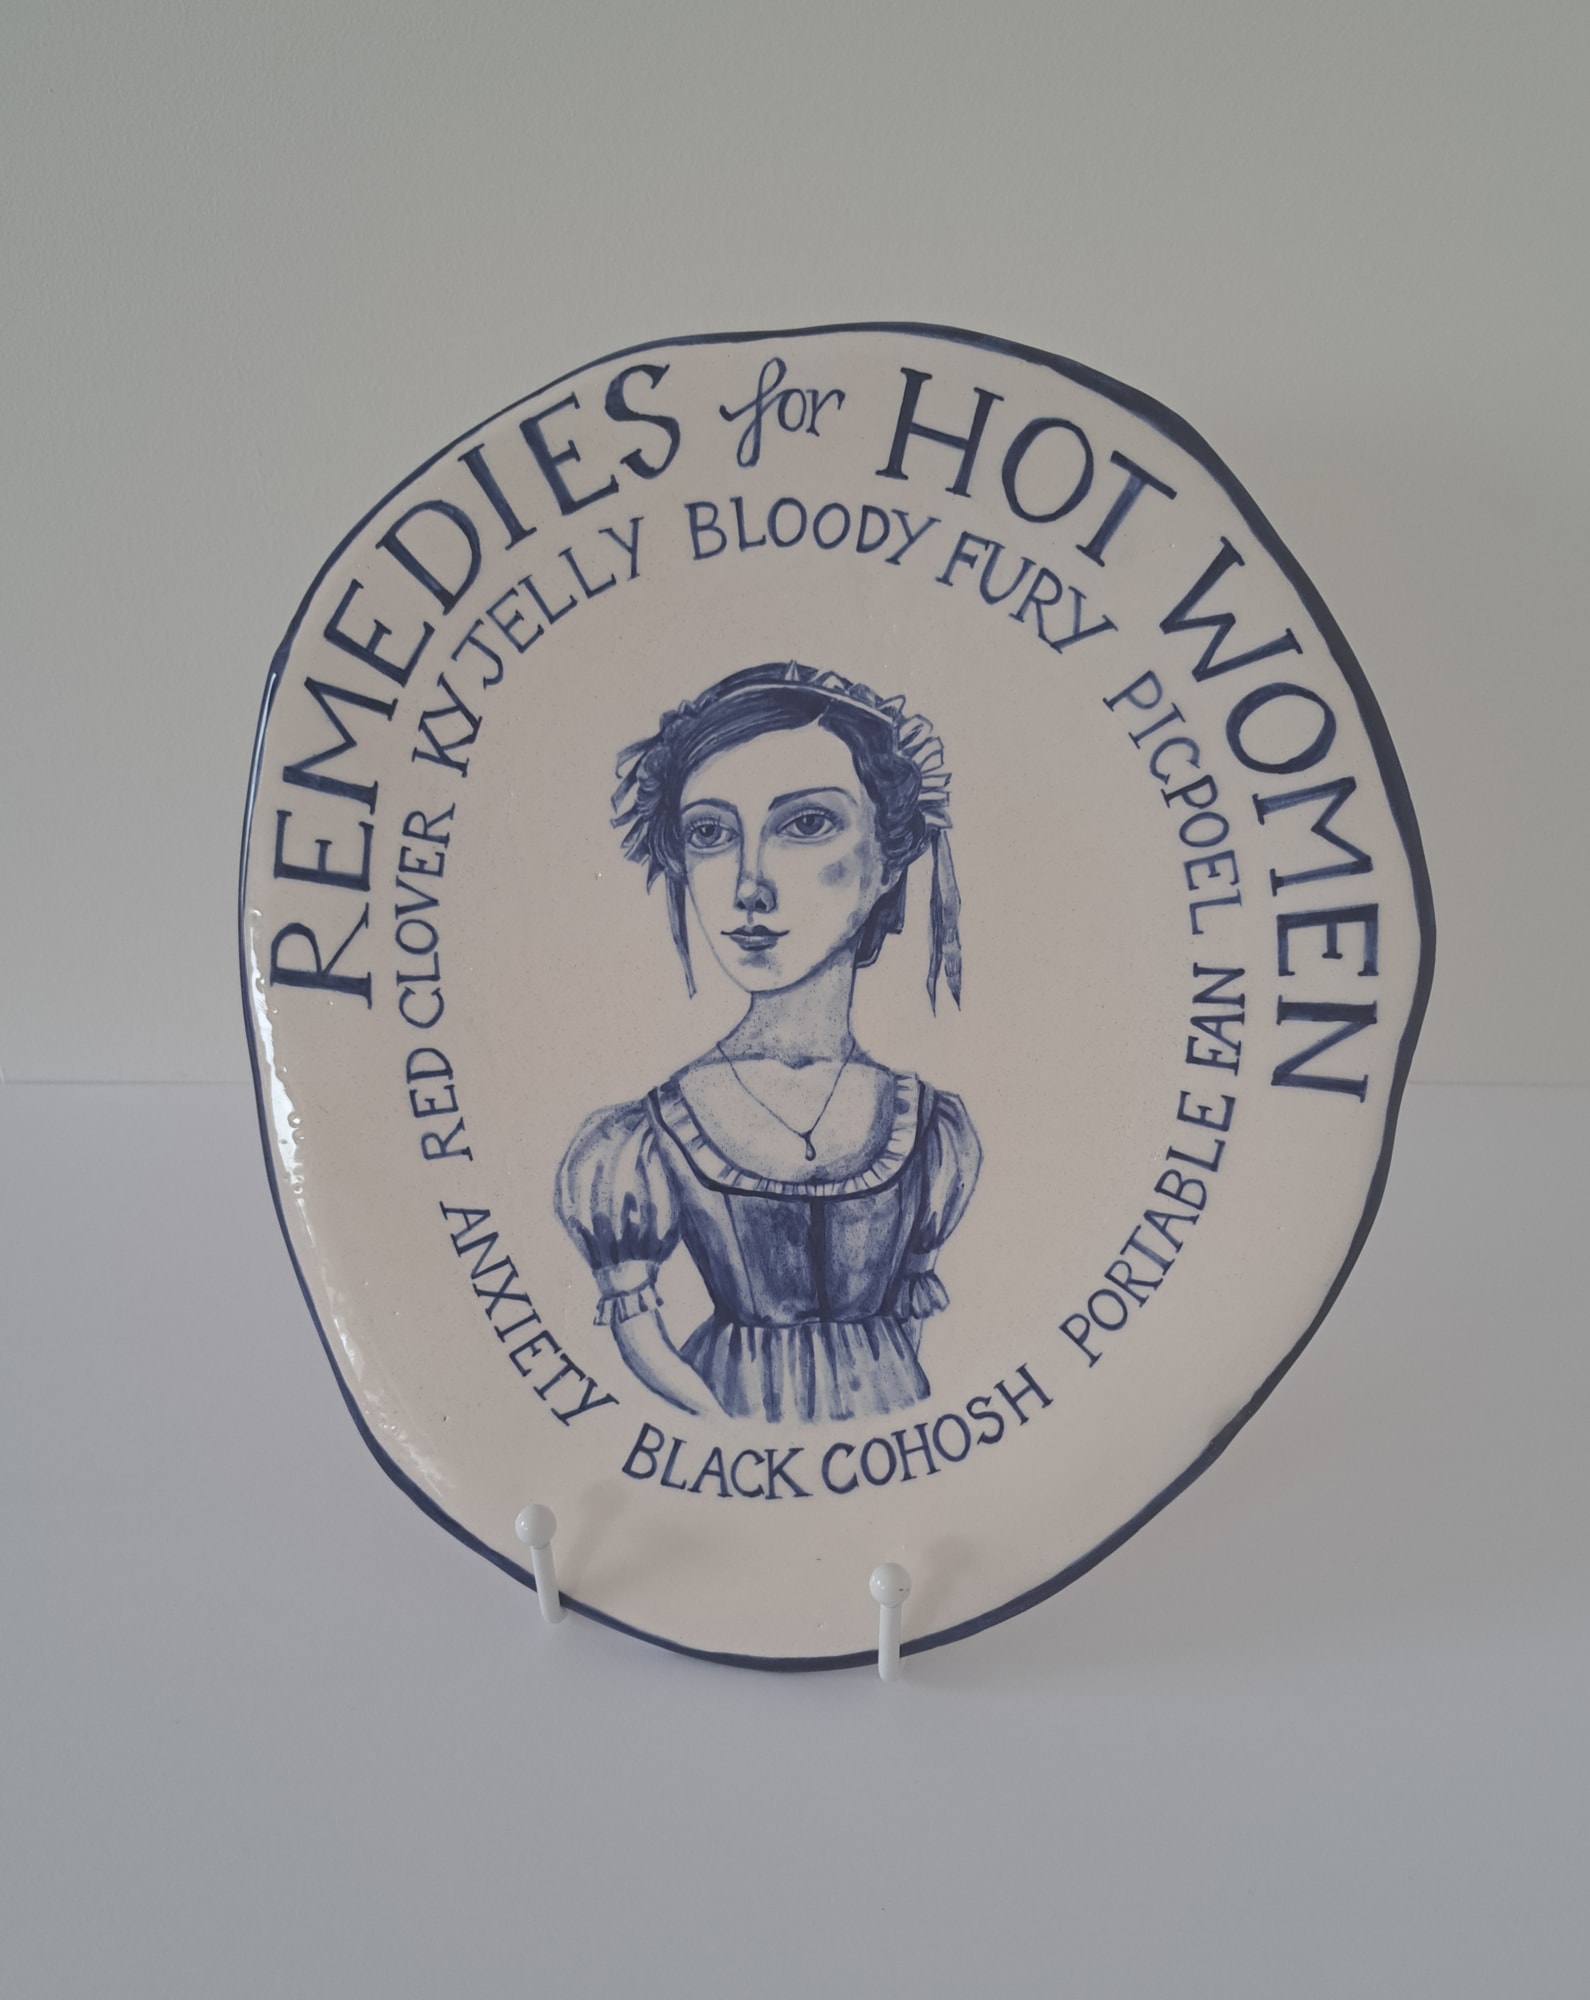 REMEDIES for HOT WOMEN
ANXIETY RED CLOVER KY JELLY BLOODY FURY PICPOEL PORTABLE FAN BLACK COHOSH